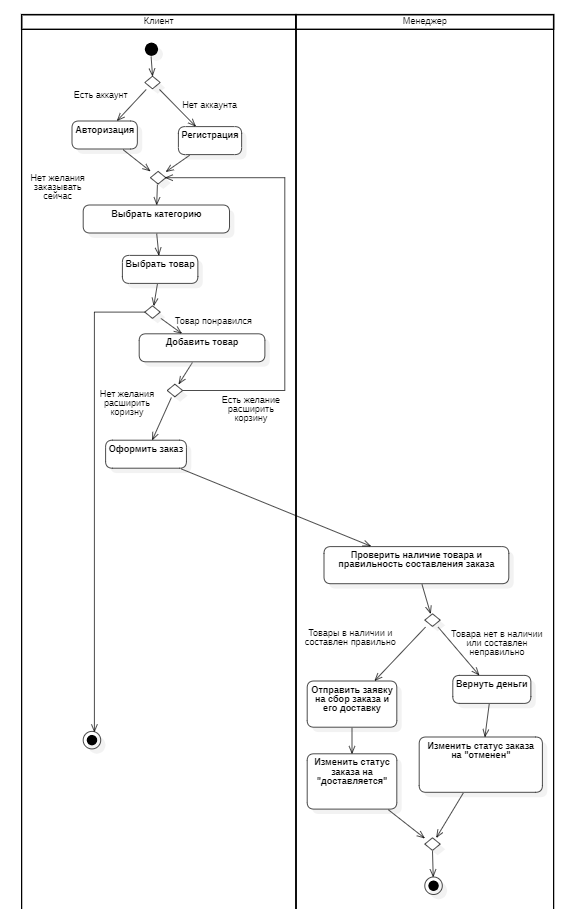 Клиент
Менеджер
Есть аккаунт
Нет аккаунта
Авторизация
Регистрация
Нет желания
заказывать
сейчас
Выбрать категорию
Выбрать товар
Товар понравился
Добавить товар
Нет желания
расширить
коризну
Есть желание
расширить
корзину
Оформить заказ
Проверить наличие товара и
правильность составления заказа
Товары в наличии и
составлен правильно
Товара нет в наличии
или составлен
неправильно
Отправить заявку
на сбор заказа и
его доставку
Вернуть деньги
Изменить статус
заказа на
"доставляется"
Изменить статус заказа
на "отменен"